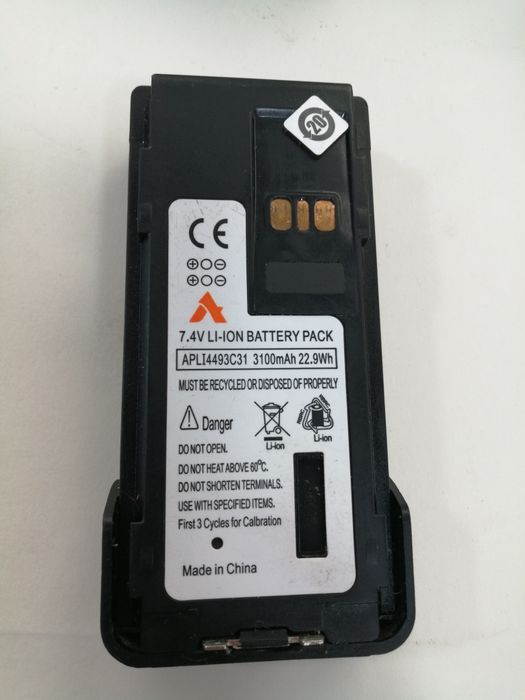 20
CE
7.4V LI-ION BATTERY PACK
APLI4493C31 3100mAh 22.9Wh
MUST BE RECYCLED OR DISPOSED OF PROPERLY
Danger
Li-ion
Li-ion
DO NOT OPEN.
DO NOT HEAT ABOVE 60℃.
DO NOT SHORTEN TERMINALS.
USE WITH SPECIFIED ITEMS.
First 3 Cycles for Calbration
Made in China